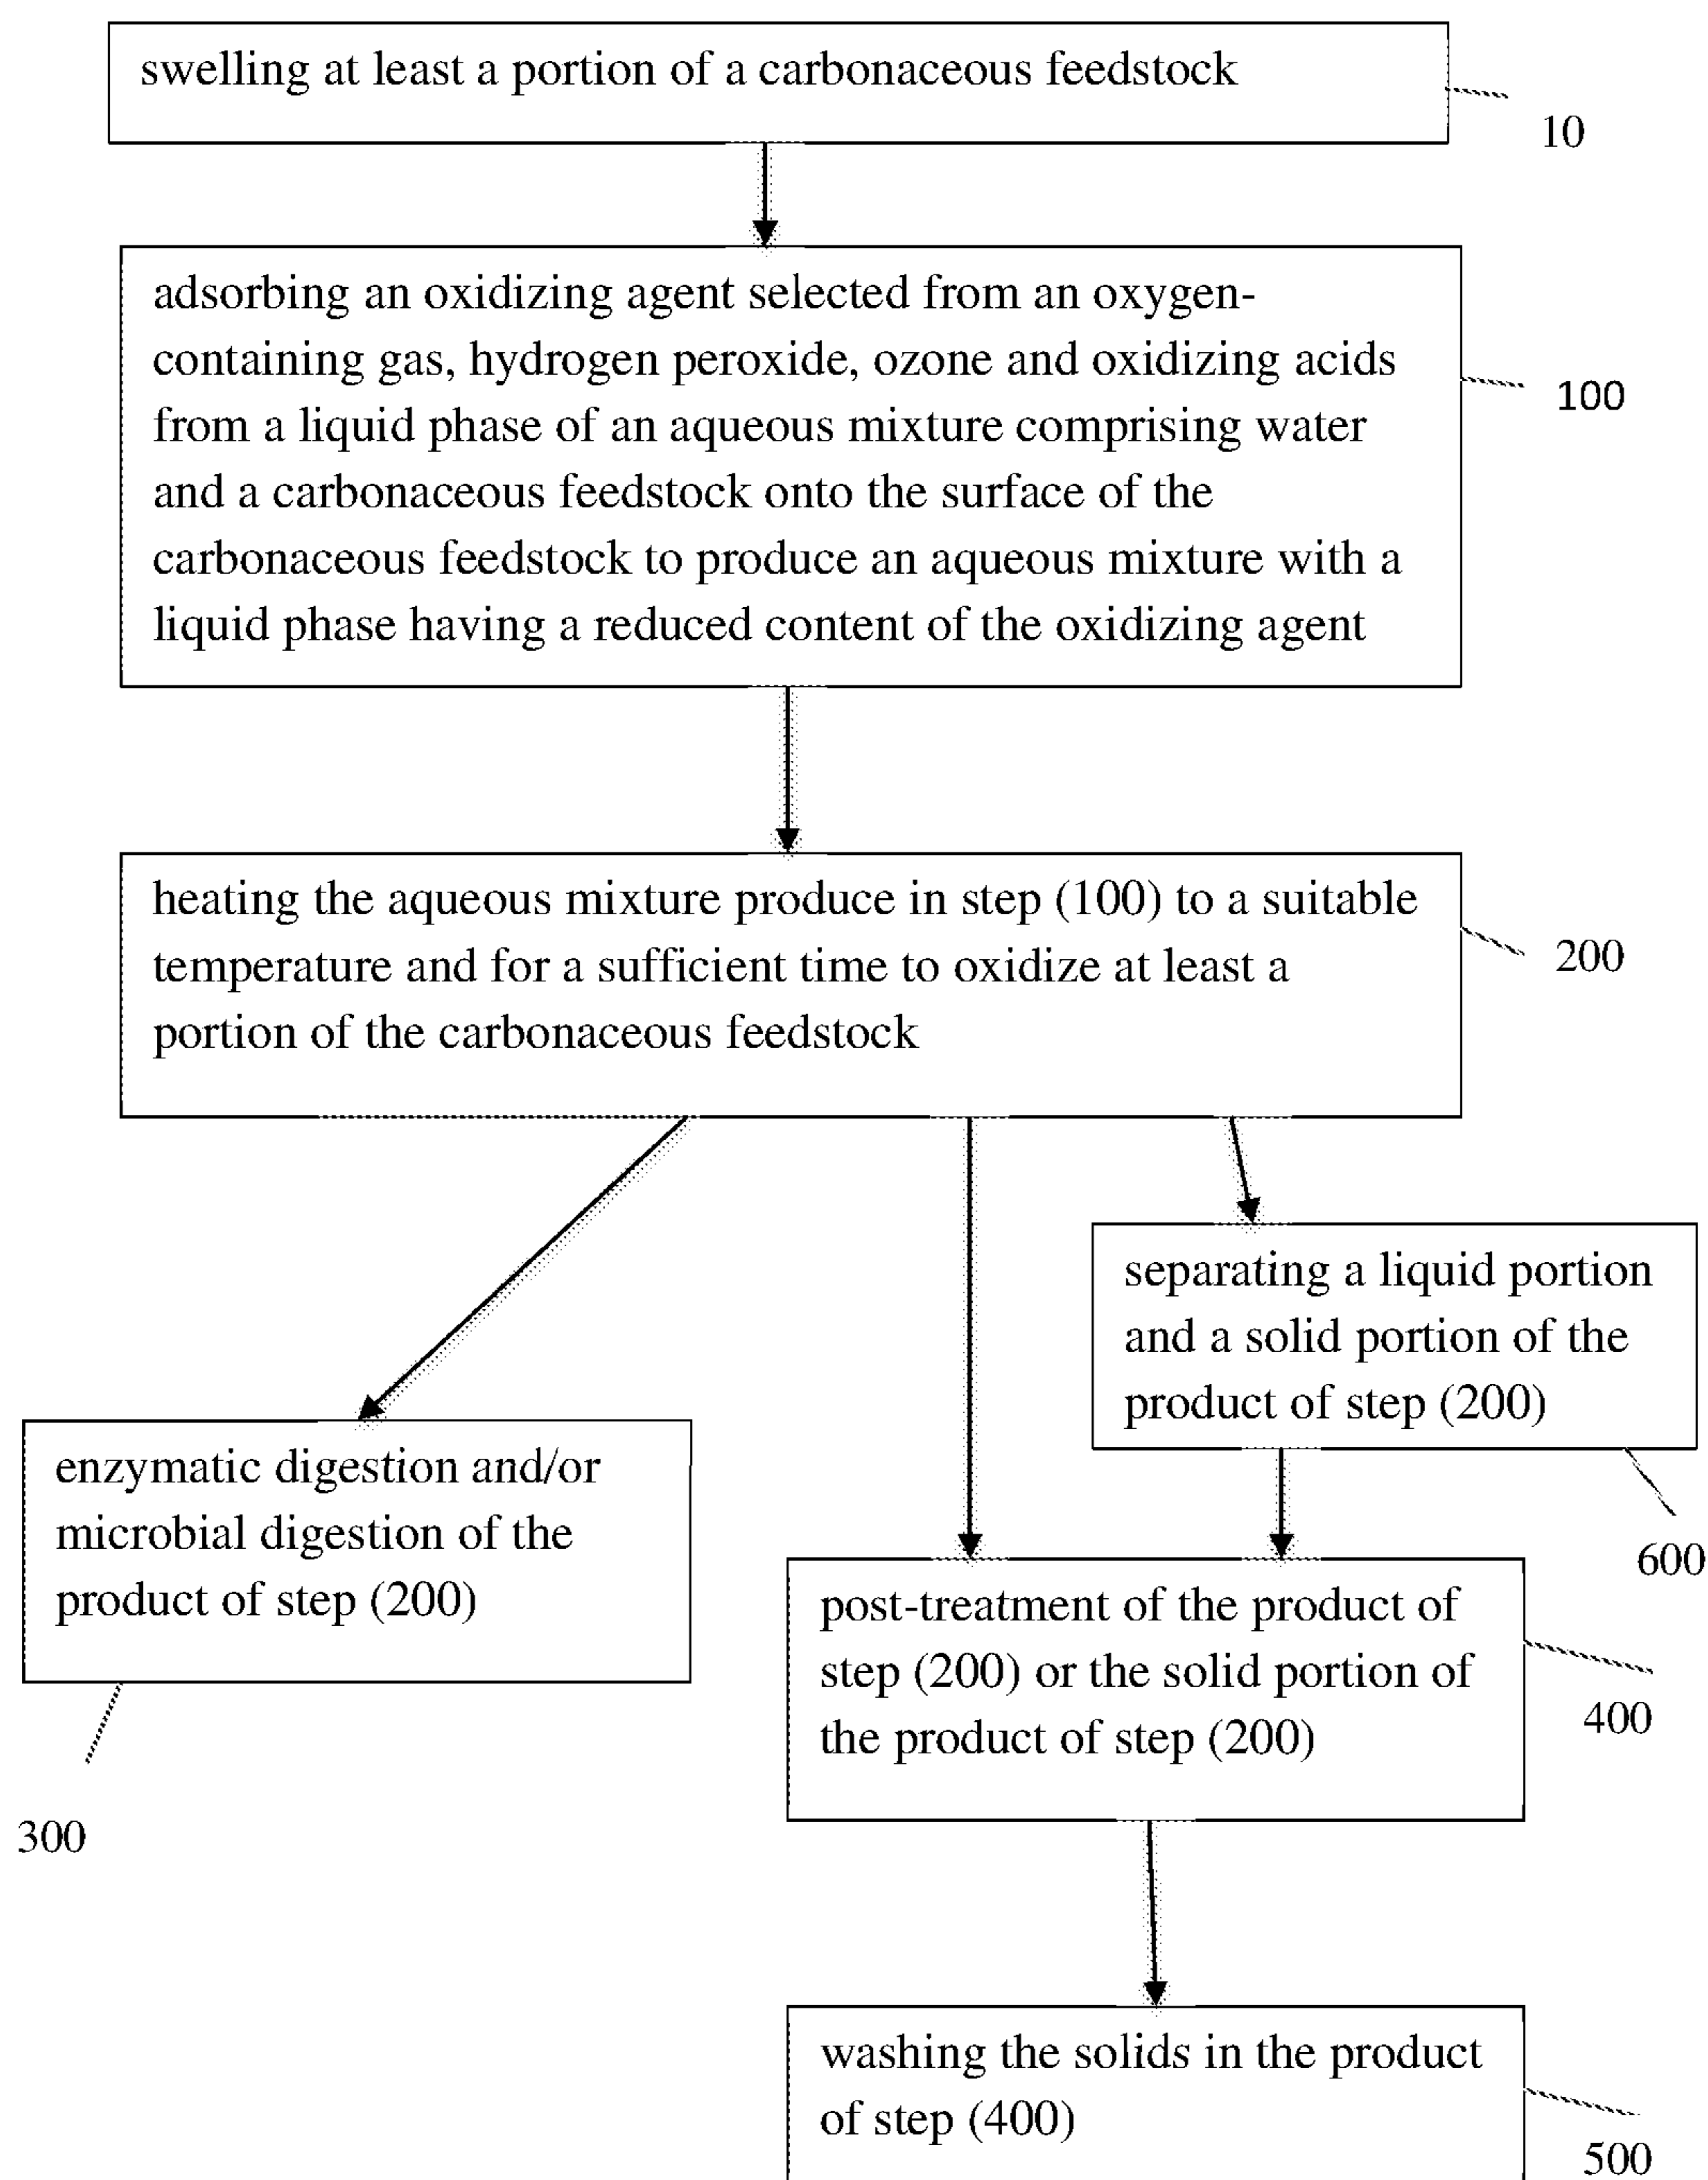 swelling at least a portion of a carbonaceous feedstock
10
adsorbing an oxidizing agent selected from an oxygen-
containing gas, hydrogen peroxide, ozone and oxidizing acids
from a liquid phase of an aqueous mixture comprising water
and a carbonaceous feedstock onto the surface of the
carbonaceous feedstock to produce an aqueous mixture with a
liquid phase having a reduced content of the oxidizing agent
100
heating the aqueous mixture produce in step (100) to a suitable
temperature and for a sufficient time to oxidize at least a
portion of the carbonaceous feedstock
200
separating a liquid portion
and a solid portion of the
product of step (200)
600
enzymatic digestion and/or
microbial digestion of the
product of step (200)
300
post-treatment of the product of
step (200) or the solid portion of
the product of step (200)
400
washing the solids in the product
of step (400)
500